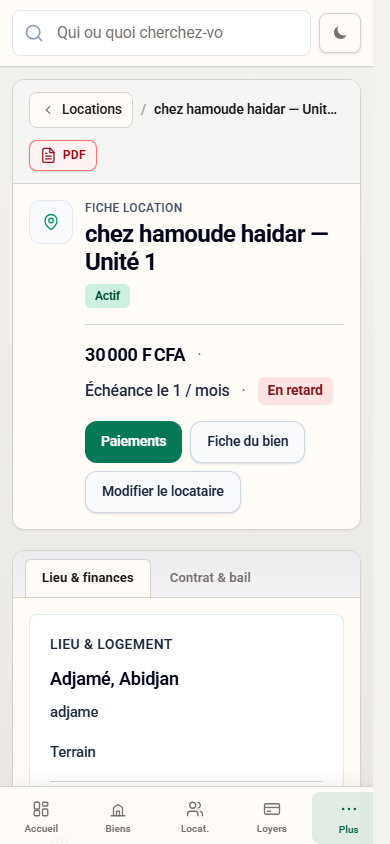 Qui ou quoi cherchez-vo
Locations / chez hamoude haidar — Unit...
PDF
FICHE LOCATION
chez hamoude haidar —
Unité 1
Actif
30 000 F CFA ·
Échéance le 1 / mois · En retard
Paiements Fiche du bien
Modifier le locataire
Lieu & finances Contrat & bail
LIEU & LOGEMENT
Adjamé, Abidjan
adjame
Terrain
Accueil Biens Locat. Loyers Plus